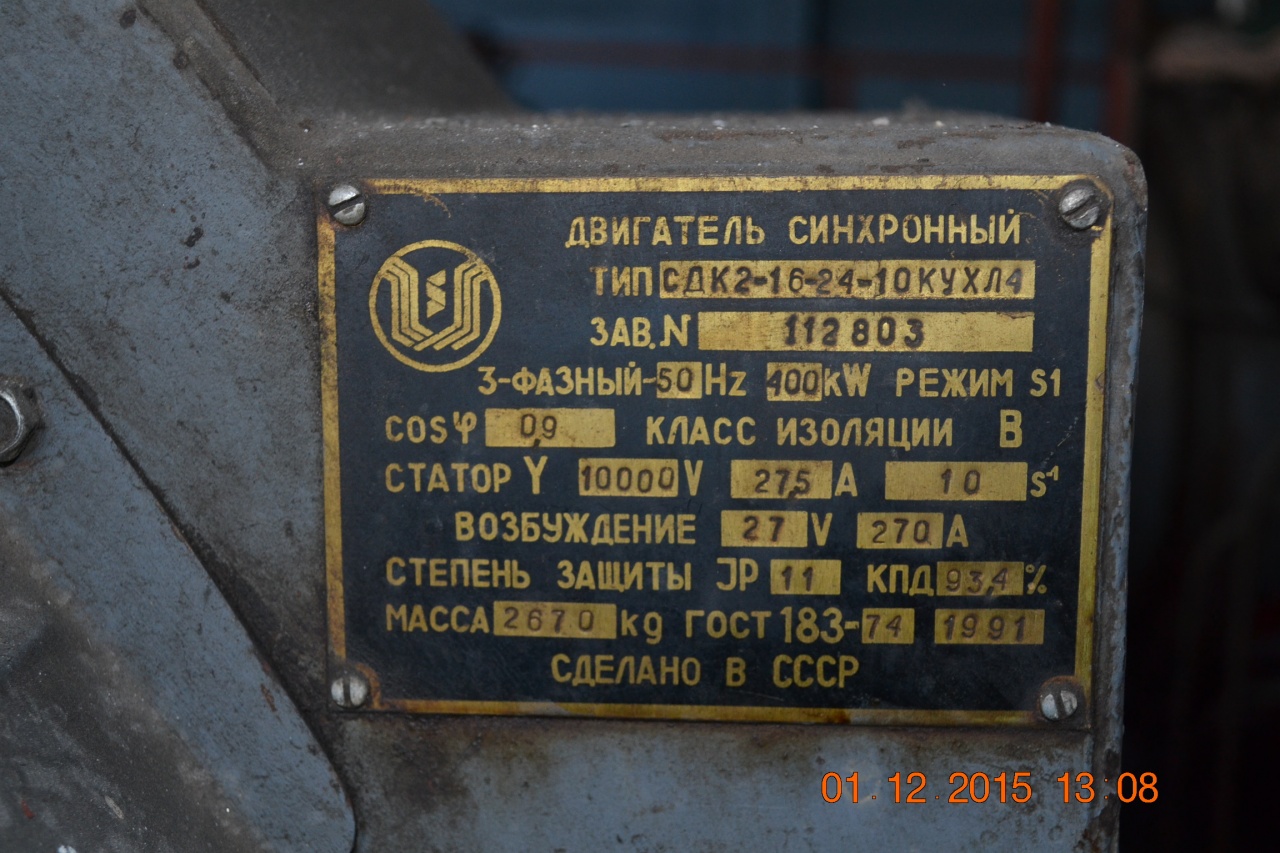 ДВИГАТЕЛЬ СИНХРОННЫЙ
ТИП СДК2-16-24-10КУХЛ4
ЗАВ.N 112803
3-ФАЗНЫЙ-50 Hz 400 kW РЕЖИМ S1
cosφ 0,9 КЛАСС ИЗОЛЯЦИИ B
СТАТОР Y 10000 V 27,5 A 10 s⁻¹
ВОЗБУЖДЕНИЕ 27 V 270 A
СТЕПЕНЬ ЗАЩИТЫ JP 11 КПД 93,4 %
МАССА 2670 kg ГОСТ 183-74 1991
СДЕЛАНО В СССР
01.12.2015 13:08